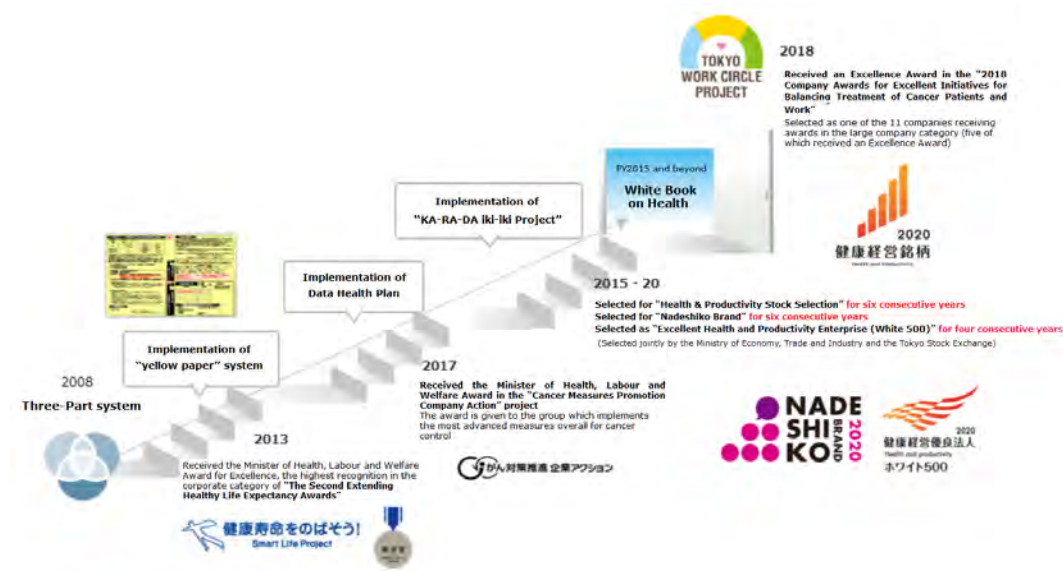 TOKYO
WORK CIRCLE
PROJECT
2018
Received an Excellence Award in the "2018
Company Awards for Excellent Initiatives for
Balancing Treatment of Cancer Patients and
Work"
Selected as one of the 11 companies receiving
awards in the large company category (five of
which received an Excellence Award)
2020
健康経営銘柄
Health and Productivity
FY2015 and beyond
White Book
on Health
Implementation of
"KA-RA-DA iki-iki Project"
Implementation of
Data Health Plan
Implementation of
"yellow paper" system
2008
Three-Part system
2013
Received the Minister of Health, Labour and Welfare
Award for Excellence, the highest recognition in the
corporate category of "The Second Extending
Healthy Life Expectancy Awards"
健康寿命をのばそう!
Smart Life Project
2017
Received the Minister of Health, Labour and
Welfare Award in the "Cancer Measures Promotion
Company Action" project
The award is given to the group which implements
the most advanced measures overall for cancer
control
がん対策推進 企業アクション
2015 - 20
Selected for "Health & Productivity Stock Selection" for six consecutive years
Selected for "Nadeshiko Brand" for six consecutive years
Selected as "Excellent Health and Productivity Enterprise (White 500)" for four consecutive years
(Selected jointly by the Ministry of Economy, Trade and Industry and the Tokyo Stock Exchange)
NADE
SHI
KO
BRAND
2020
2020
健康経営優良法人
Health and productivity
ホワイト500